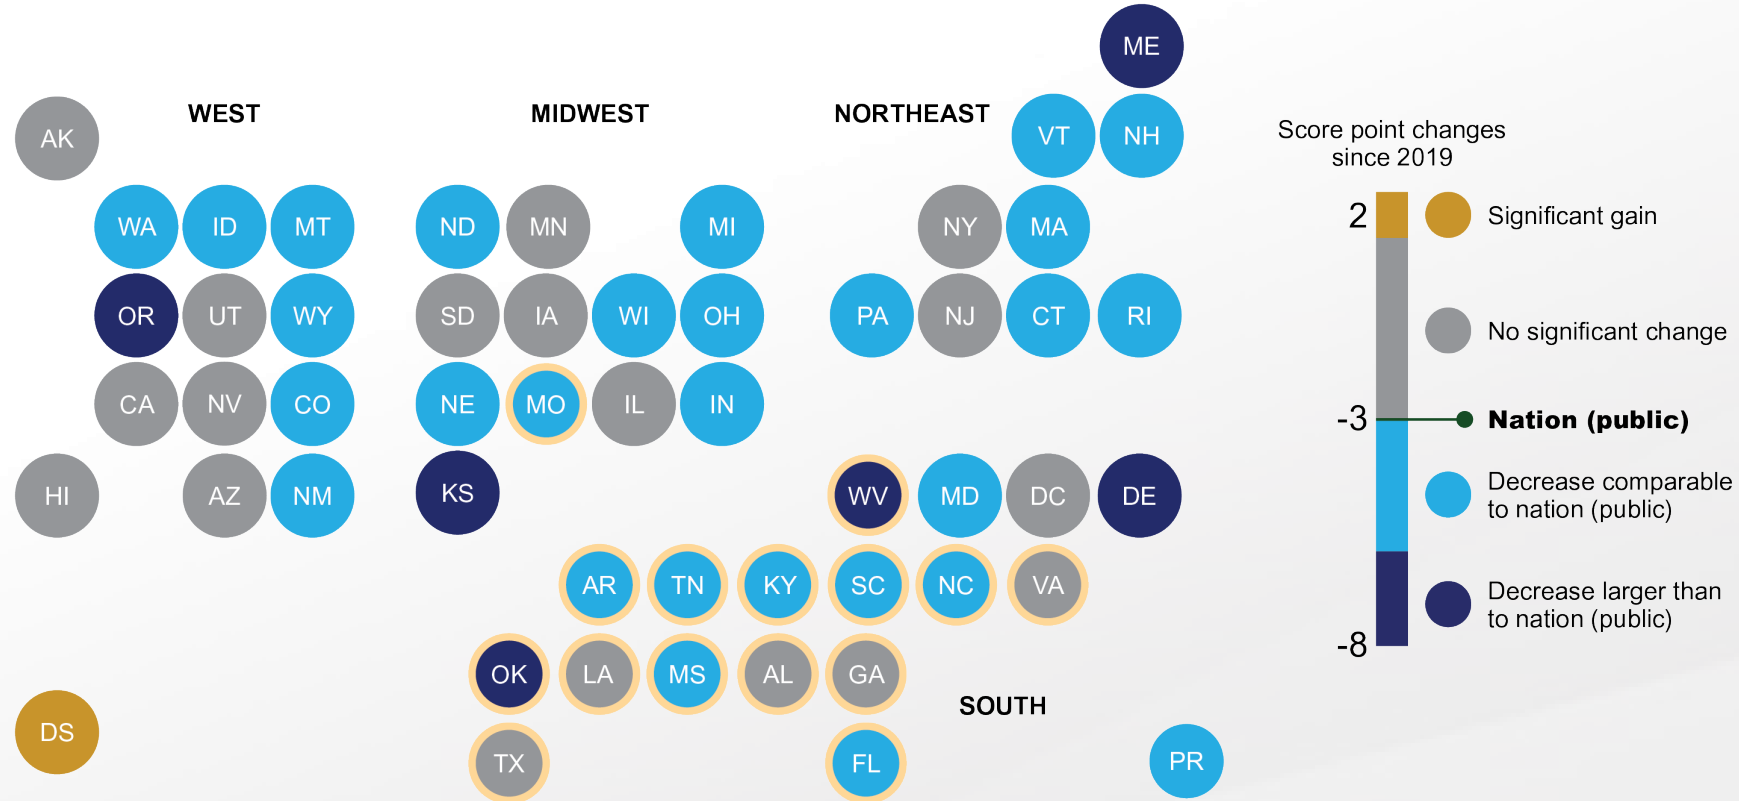 ME
WEST
MIDWEST
NORTHEAST
AK
VT
NH
Score point changes
since 2019
WA
ID
MT
ND
MN
MI
NY
MA
2
Significant gain
OR
UT
WY
SD
IA
WI
OH
PA
NJ
CT
RI
No significant change
CA
NV
CO
NE
MO
IL
IN
-3
Nation (public)
HI
AZ
NM
KS
WV
MD
DC
DE
Decrease comparable
to nation (public)
AR
TN
KY
SC
NC
VA
Decrease larger than
to nation (public)
-8
OK
LA
MS
AL
GA
SOUTH
DS
TX
FL
PR